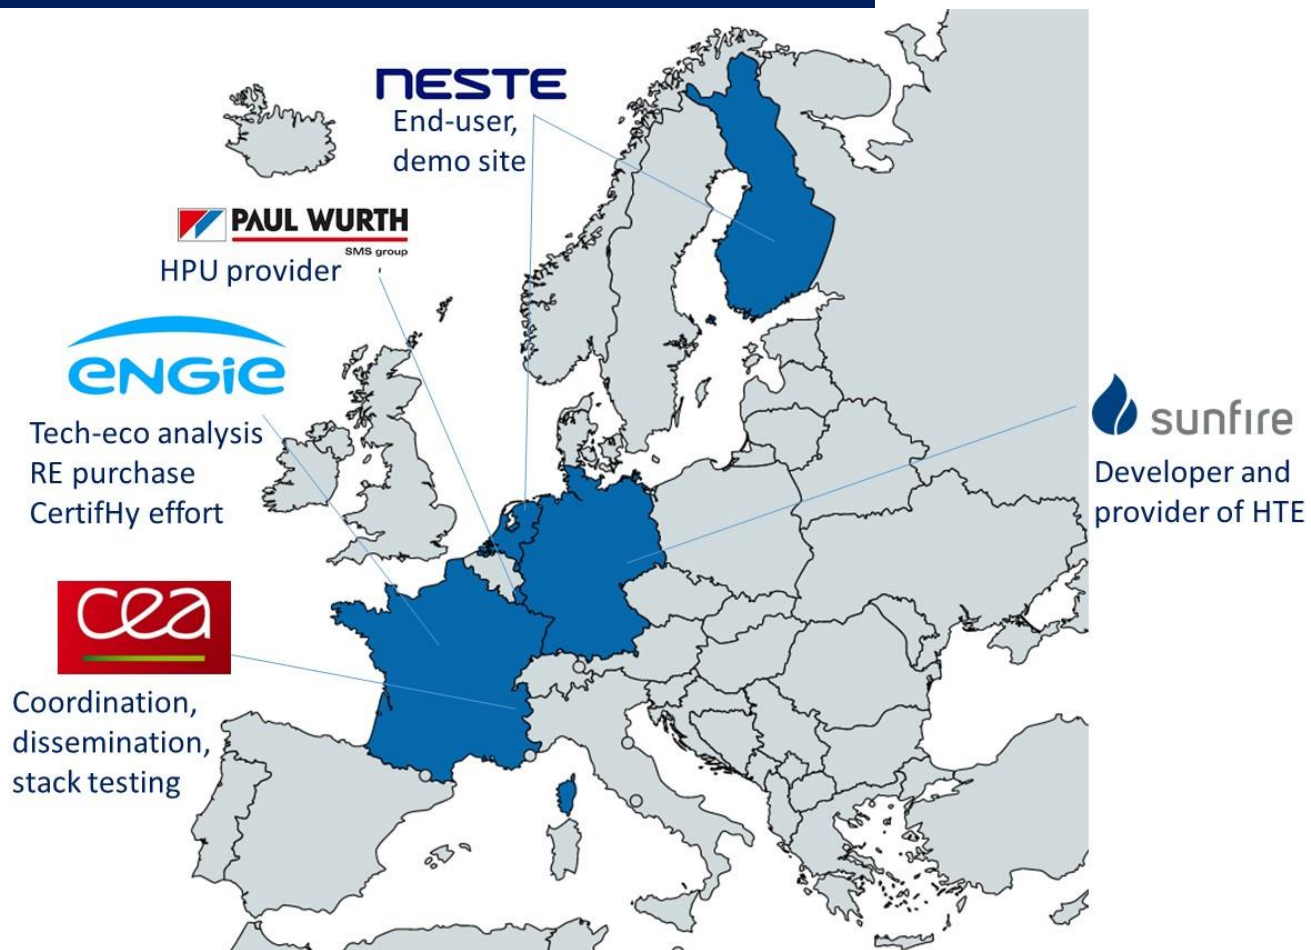 NESTE
End-user,
demo site
PAUL WURTH
SMS group
HPU provider
ENGIE
Tech-eco analysis
RE purchase
CertifHy effort
cea
Coordination,
dissemination,
stack testing
sunfire
Developer and
provider of HTE